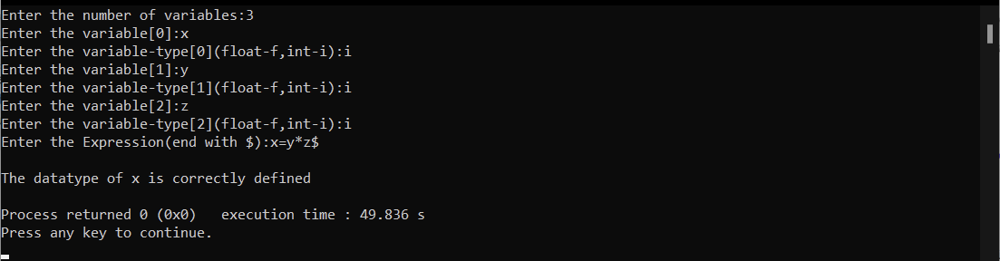 Enter the number of variables:3
Enter the variable[0]:x
Enter the variable-type[0](float-f,int-i):i
Enter the variable[1]:y
Enter the variable-type[1](float-f,int-i):i
Enter the variable[2]:z
Enter the variable-type[2](float-f,int-i):i
Enter the Expression(end with $):x=y*z$
The datatype of x is correctly defined
Process returned 0 (0x0)   execution time : 49.836 s
Press any key to continue.